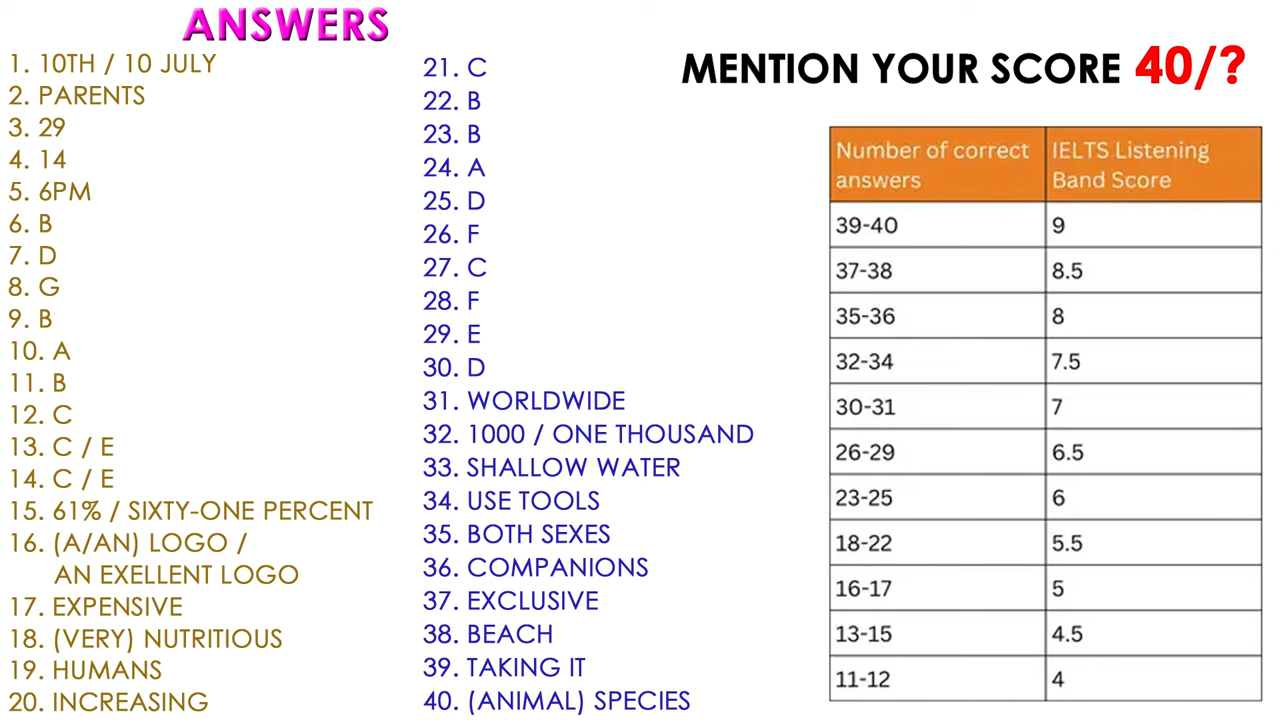 ANSWERS
1. 10TH / 10 JULY
2. PARENTS
3. 29
4. 14
5. 6PM
6. B
7. D
8. G
9. B
10. A
11. B
12. C
13. C / E
14. C / E
15. 61% / SIXTY-ONE PERCENT
16. (A/AN) LOGO /
AN EXELLENT LOGO
17. EXPENSIVE
18. (VERY) NUTRITIOUS
19. HUMANS
20. INCREASING
21. C
22. B
23. B
24. A
25. D
26. F
27. C
28. F
29. E
30. D
31. WORLDWIDE
32. 1000 / ONE THOUSAND
33. SHALLOW WATER
34. USE TOOLS
35. BOTH SEXES
36. COMPANIONS
37. EXCLUSIVE
38. BEACH
39. TAKING IT
40. (ANIMAL) SPECIES
MENTION YOUR SCORE 40/?
Number of correct IELTS Listening
answers Band Score
39-40 9
37-38 8.5
35-36 8
32-34 7.5
30-31 7
26-29 6.5
23-25 6
18-22 5.5
16-17 5
13-15 4.5
11-12 4